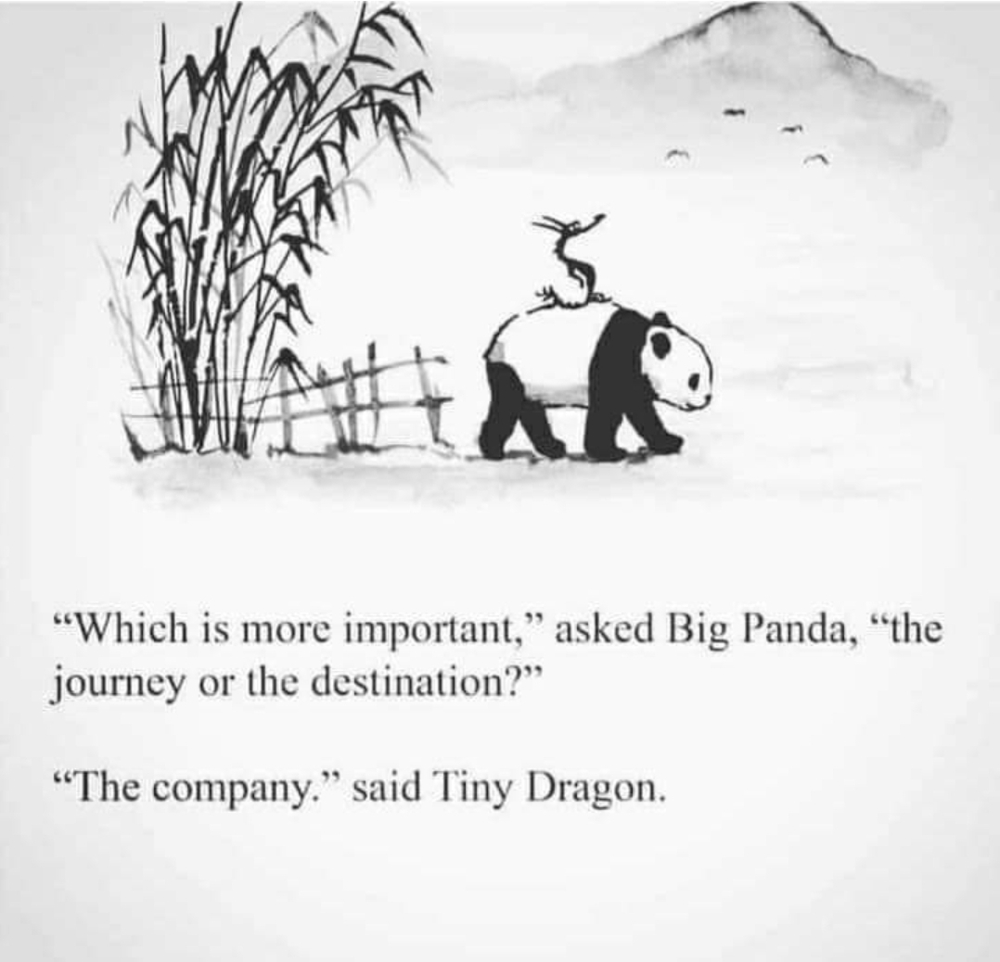 “Which is more important,” asked Big Panda, “the
journey or the destination?”
“The company.” said Tiny Dragon.